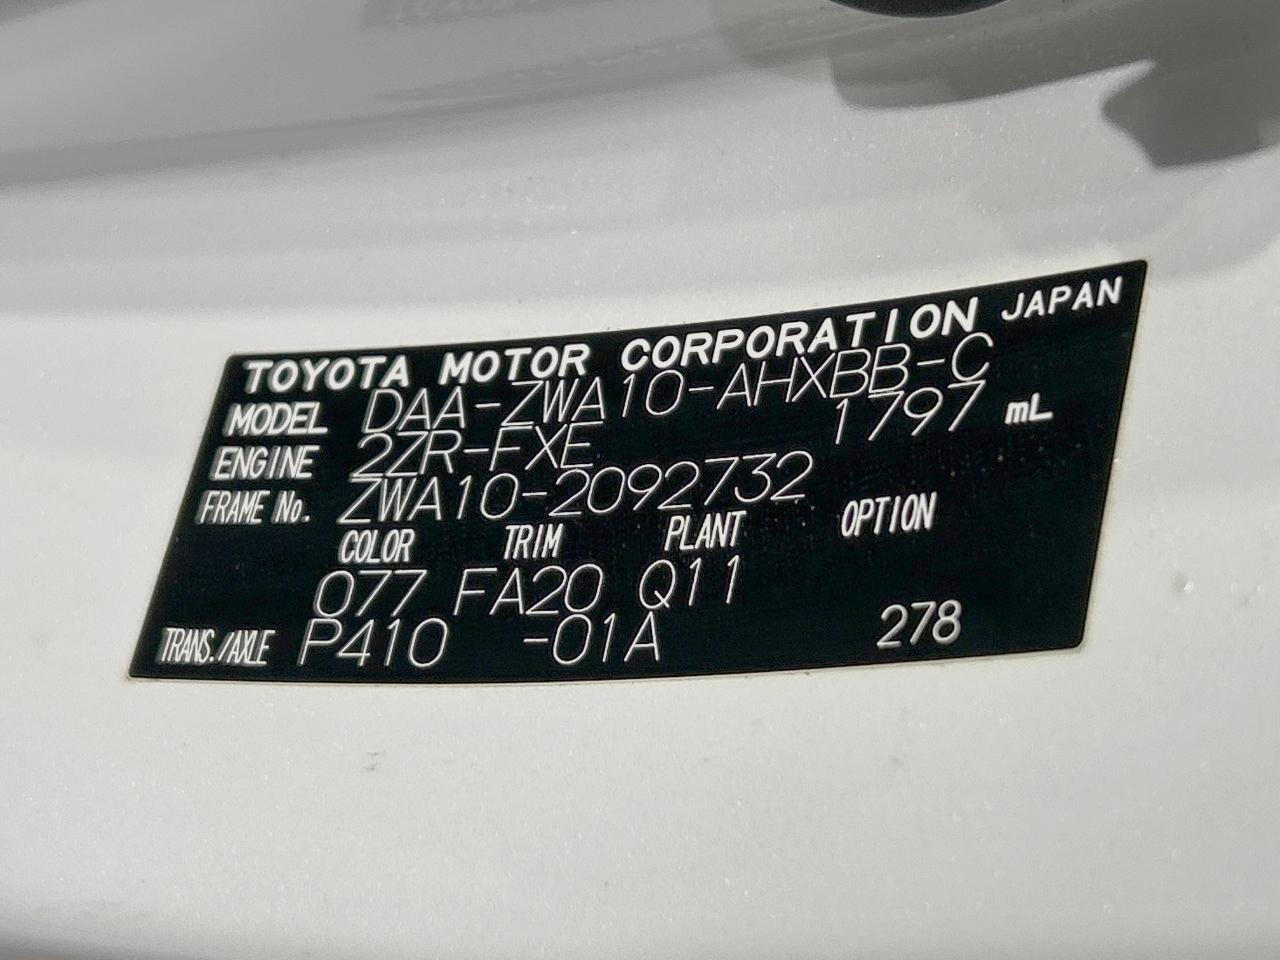 TOYOTA MOTOR CORPORATION JAPAN
MODEL DAA-ZWA10-AHXBB-C
ENGINE 2ZR-FXE 1797 mL
FRAME No. ZWA10-2092732
COLOR TRIM PLANT OPTION
077 FA20 Q11
TRANS./AXLE P410 -01A 278